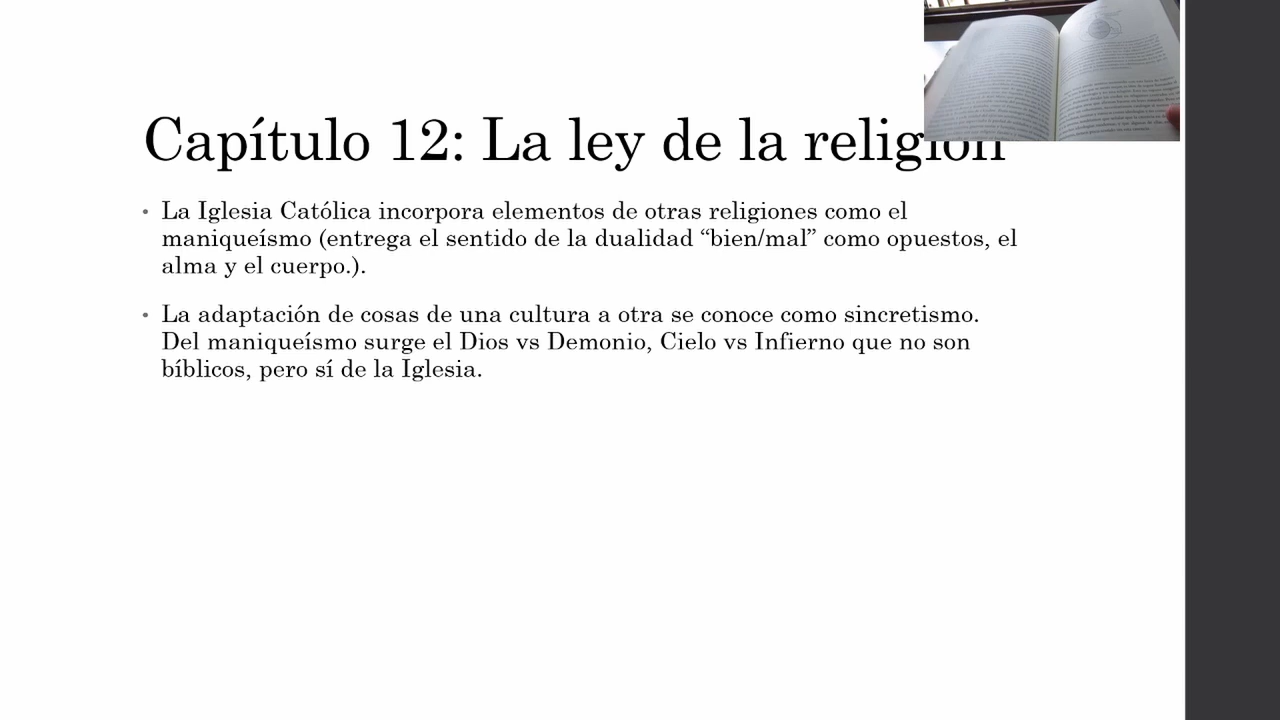 Capítulo 12: La ley de la religión
• La Iglesia Católica incorpora elementos de otras religiones como el
maniqueísmo (entrega el sentido de la dualidad “bien/mal” como opuestos, el
alma y el cuerpo.).
• La adaptación de cosas de una cultura a otra se conoce como sincretismo.
Del maniqueísmo surge el Dios vs Demonio, Cielo vs Infierno que no son
bíblicos, pero sí de la Iglesia.